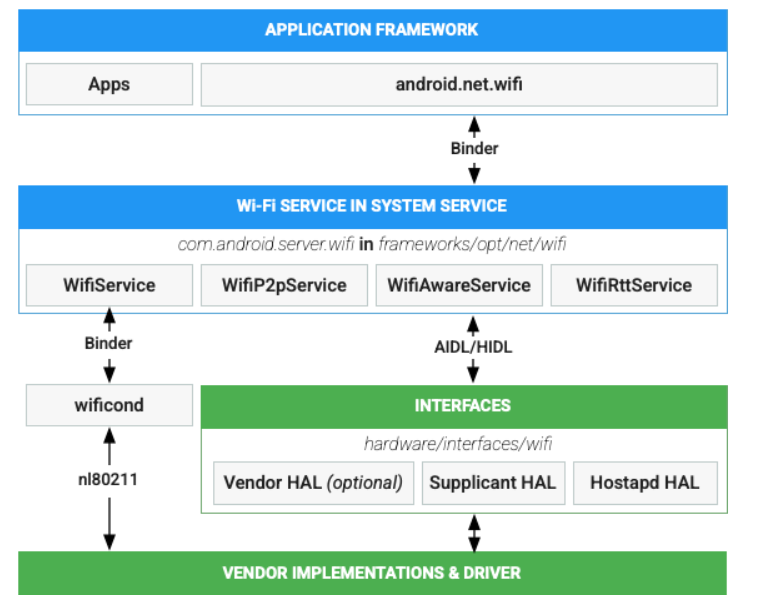 APPLICATION FRAMEWORK
Apps
android.net.wifi
Binder
Wi-Fi SERVICE IN SYSTEM SERVICE
com.android.server.wifi in frameworks/opt/net/wifi
WifiService
WifiP2pService
WifiAwareService
WifiRttService
Binder
AIDL/HIDL
wificond
INTERFACES
hardware/interfaces/wifi
nl80211
Vendor HAL (optional)
Supplicant HAL
Hostapd HAL
VENDOR IMPLEMENTATIONS & DRIVER